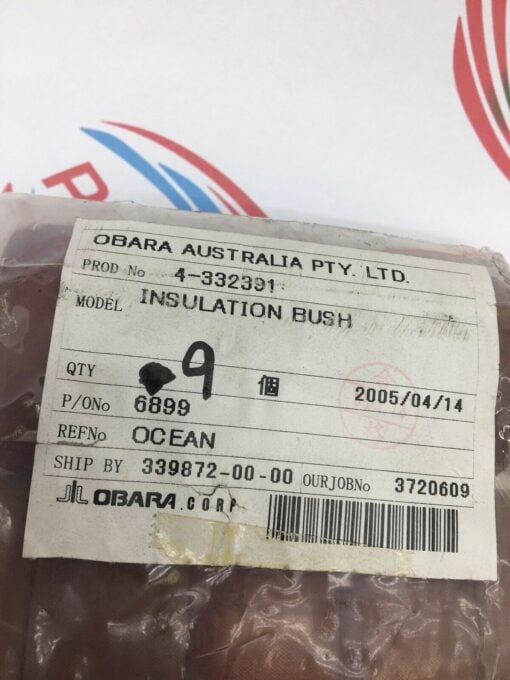 OBARA AUSTRALIA PTY. LTD.
PROD No 4-332391
MODEL INSULATION BUSH
QTY 9 個 2005/04/14
P/ONo 6899
REFNo OCEAN
SHIP BY 339872-00-00 OURJOBNo 3720609
OBARA.CORP